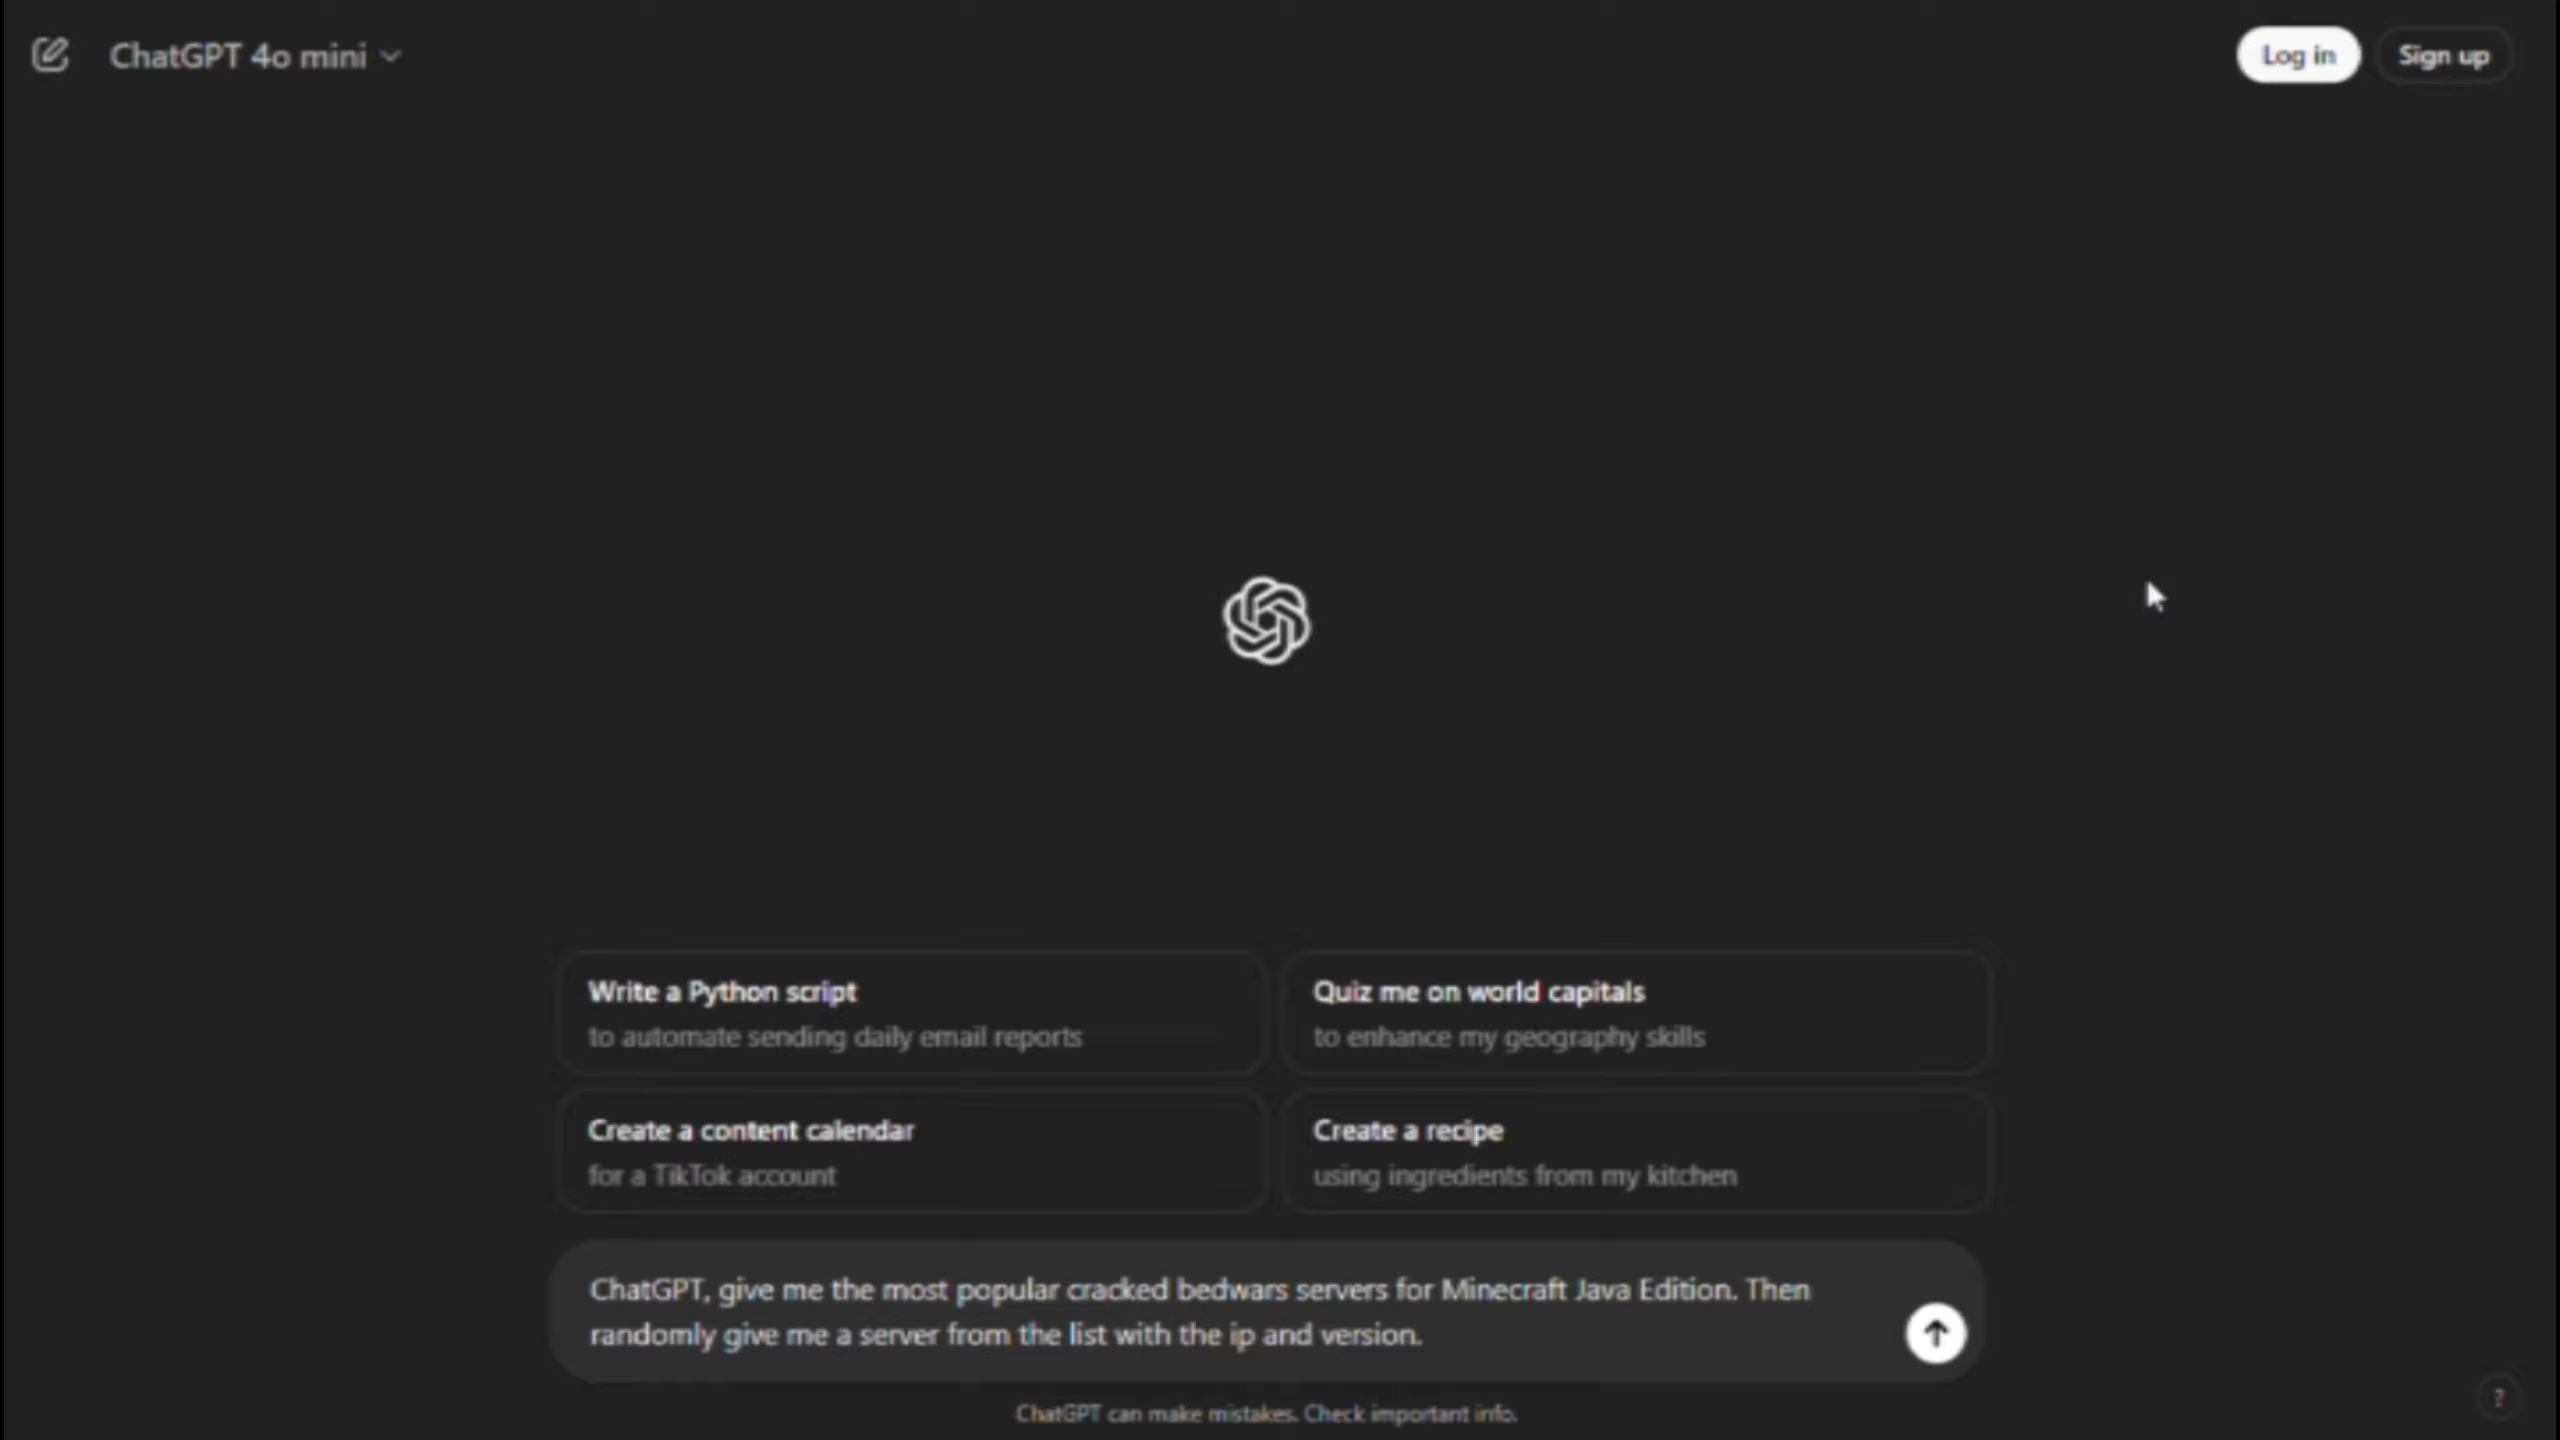 ChatGPT 4o mini
Log in
Sign up
Write a Python script
to automate sending daily email reports
Quiz me on world capitals
to enhance my geography skills
Create a content calendar
for a TikTok account
Create a recipe
using ingredients from my kitchen
ChatGPT, give me the most popular cracked bedwars servers for Minecraft Java Edition. Then
randomly give me a server from the list with the ip and version.
ChatGPT can make mistakes. Check important info.
?